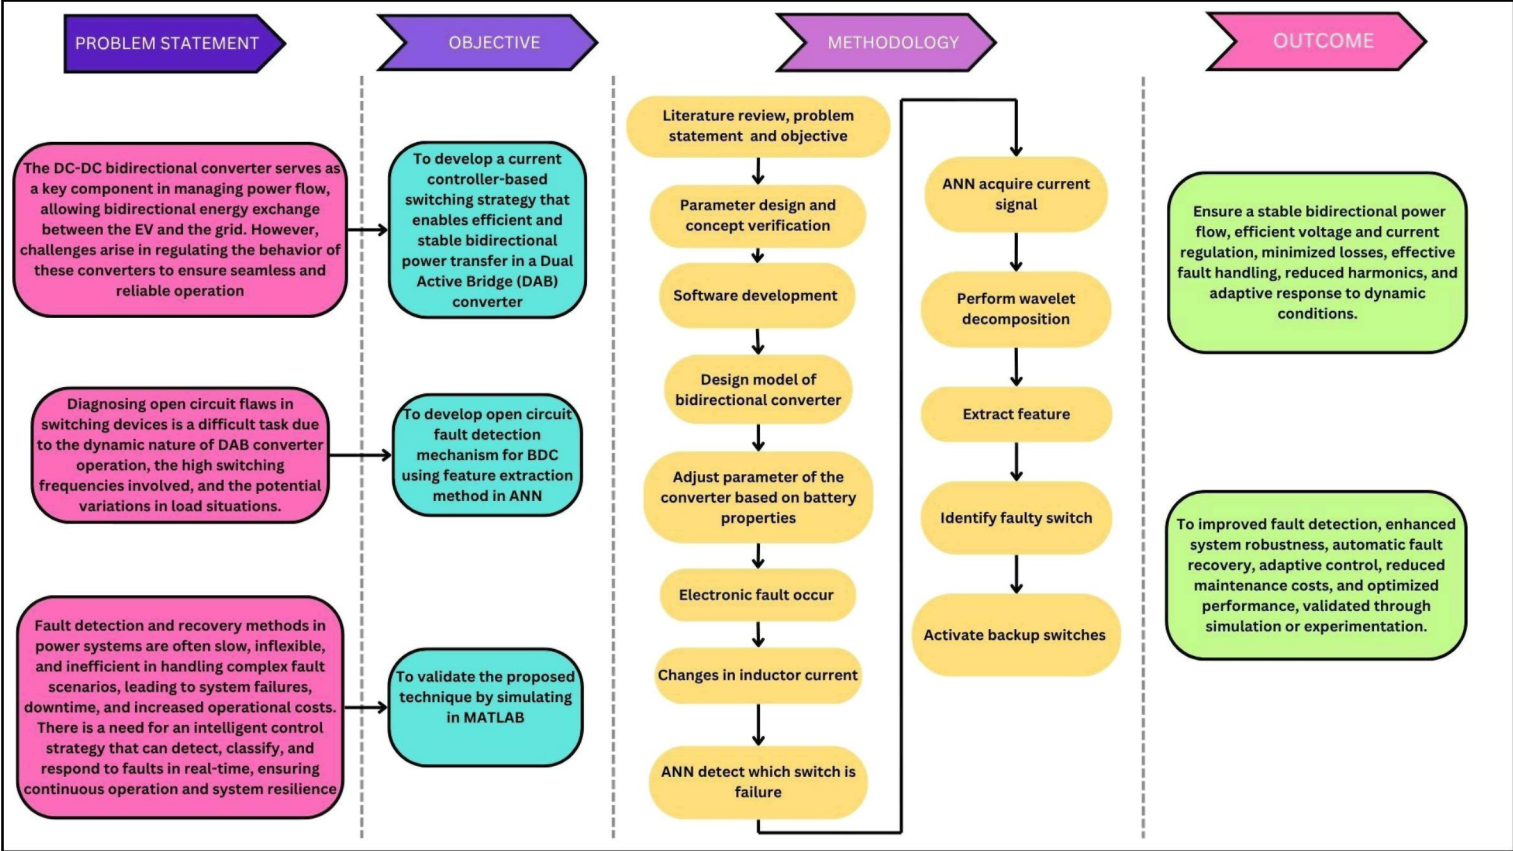 PROBLEM STATEMENT
OBJECTIVE
METHODOLOGY
OUTCOME
The DC-DC bidirectional converter serves as
a key component in managing power flow,
allowing bidirectional energy exchange
between the EV and the grid. However,
challenges arise in regulating the behavior of
these converters to ensure seamless and
reliable operation
Diagnosing open circuit flaws in
switching devices is a difficult task due
to the dynamic nature of DAB converter
operation, the high switching
frequencies involved, and the potential
variations in load situations.
Fault detection and recovery methods in
power systems are often slow, inflexible,
and inefficient in handling complex fault
scenarios, leading to system failures,
downtime, and increased operational costs.
There is a need for an intelligent control
strategy that can detect, classify, and
respond to faults in real-time, ensuring
continuous operation and system resilience
To develop a current
controller-based
switching strategy that
enables efficient and
stable bidirectional
power transfer in a Dual
Active Bridge (DAB)
converter
To develop open circuit
fault detection
mechanism for BDC
using feature extraction
method in ANN
To validate the proposed
technique by simulating
in MATLAB
Literature review, problem
statement and objective
Parameter design and
concept verification
Software development
Design model of
bidirectional converter
Adjust parameter of the
converter based on battery
properties
Electronic fault occur
Changes in inductor current
ANN detect which switch is
failure
ANN acquire current
signal
Perform wavelet
decomposition
Extract feature
Identify faulty switch
Activate backup switches
Ensure a stable bidirectional power
flow, efficient voltage and current
regulation, minimized losses, effective
fault handling, reduced harmonics, and
adaptive response to dynamic
conditions.
To improved fault detection, enhanced
system robustness, automatic fault
recovery, adaptive control, reduced
maintenance costs, and optimized
performance, validated through
simulation or experimentation.